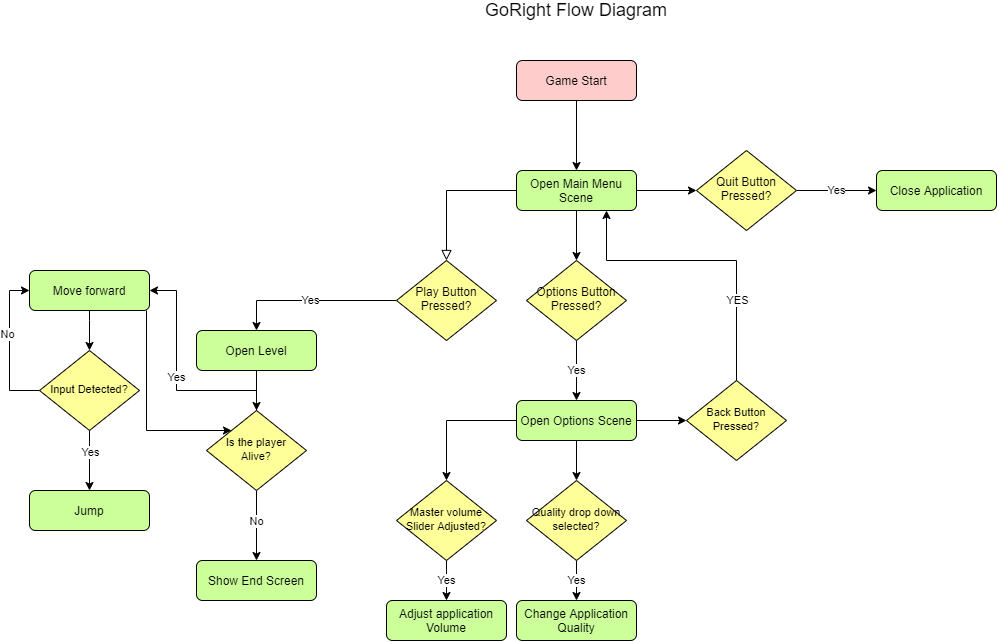 GoRight Flow Diagram
Game Start
Open Main Menu
Scene
Quit Button
Pressed?
Yes
Close Application
Play Button
Pressed?
Options Button
Pressed?
Yes
YES
Move forward
Open Level
No
Yes
Yes
Input Detected?
Open Options Scene
Back Button
Pressed?
Is the player
Alive?
Yes
Jump
No
Master volume
Slider Adjusted?
Quality drop down
selected?
Show End Screen
Yes
Yes
Adjust application
Volume
Change Application
Quality